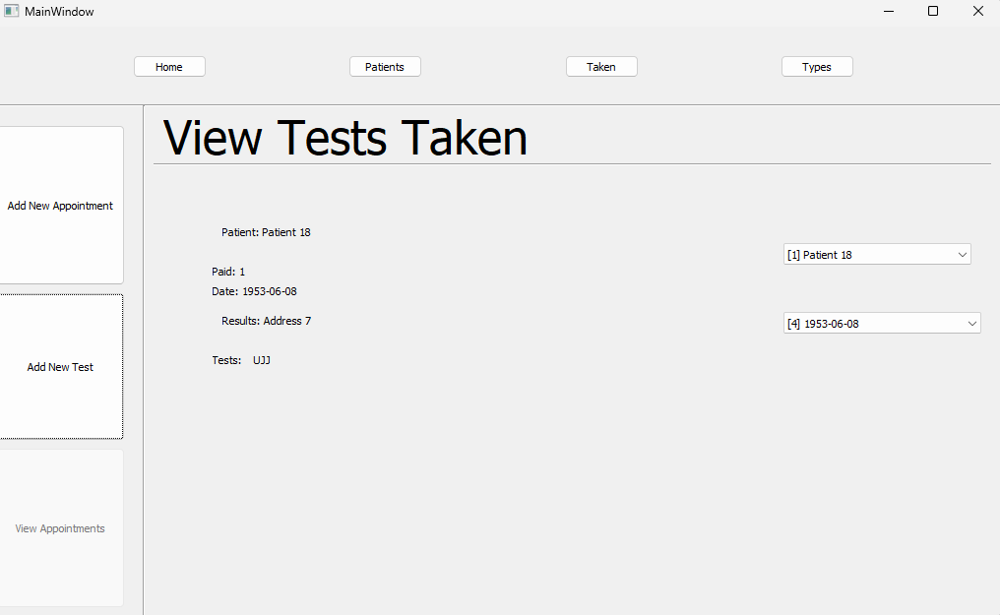 MainWindow
Home
Patients
Taken
Types
View Tests Taken
Add New Appointment
Add New Test
View Appointments
Patient: Patient 18
Paid: 1
Date: 1953-06-08
Results: Address 7
Tests: UJJ
[1] Patient 18
[4] 1953-06-08